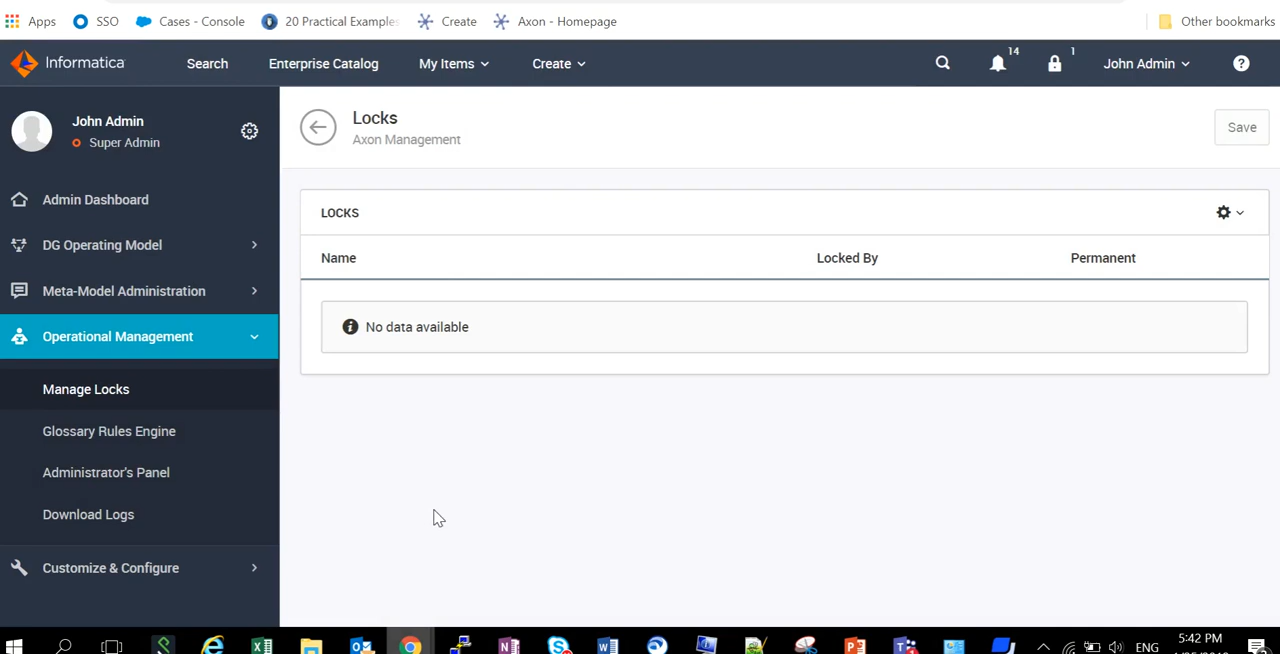 Apps SSO Cases - Console 20 Practical Examples Create Axon - Homepage Other bookmarks
Informatica Search Enterprise Catalog My Items Create 14 1 John Admin ?
John Admin
Super Admin
Locks
Axon Management
Save
Admin Dashboard
DG Operating Model
Meta-Model Administration
Operational Management
Manage Locks
Glossary Rules Engine
Administrator's Panel
Download Logs
Customize & Configure
LOCKS
Name Locked By Permanent
No data available
ENG
5:42 PM